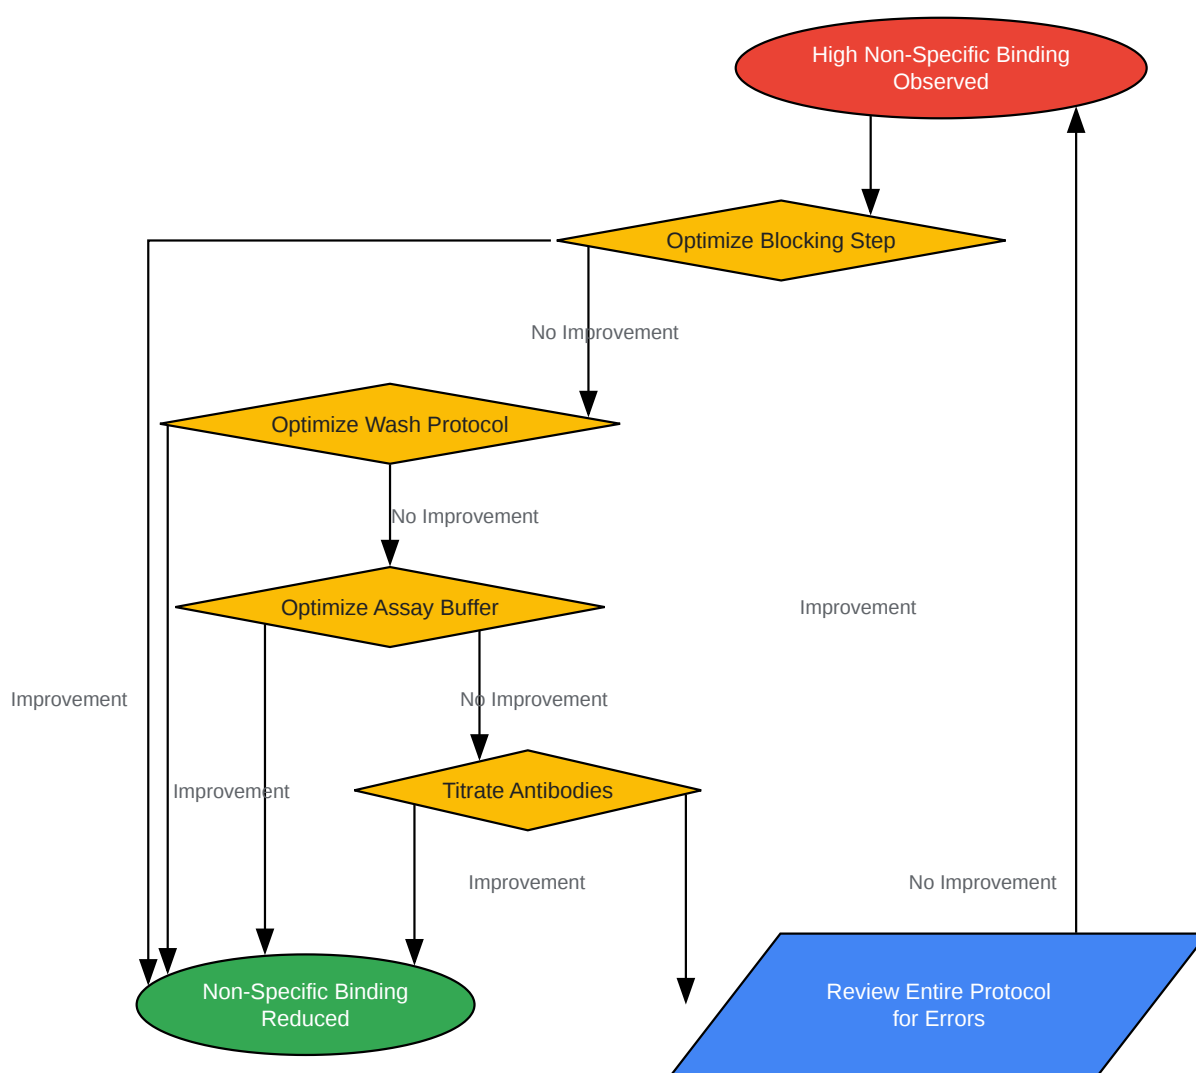 High Non-Specific Binding
Observed
Optimize Blocking Step
No Improvement
Optimize Wash Protocol
No Improvement
Optimize Assay Buffer
Improvement
Improvement
No Improvement
Improvement
Titrate Antibodies
Improvement
No Improvement
Non-Specific Binding
Reduced
Review Entire Protocol
for Errors